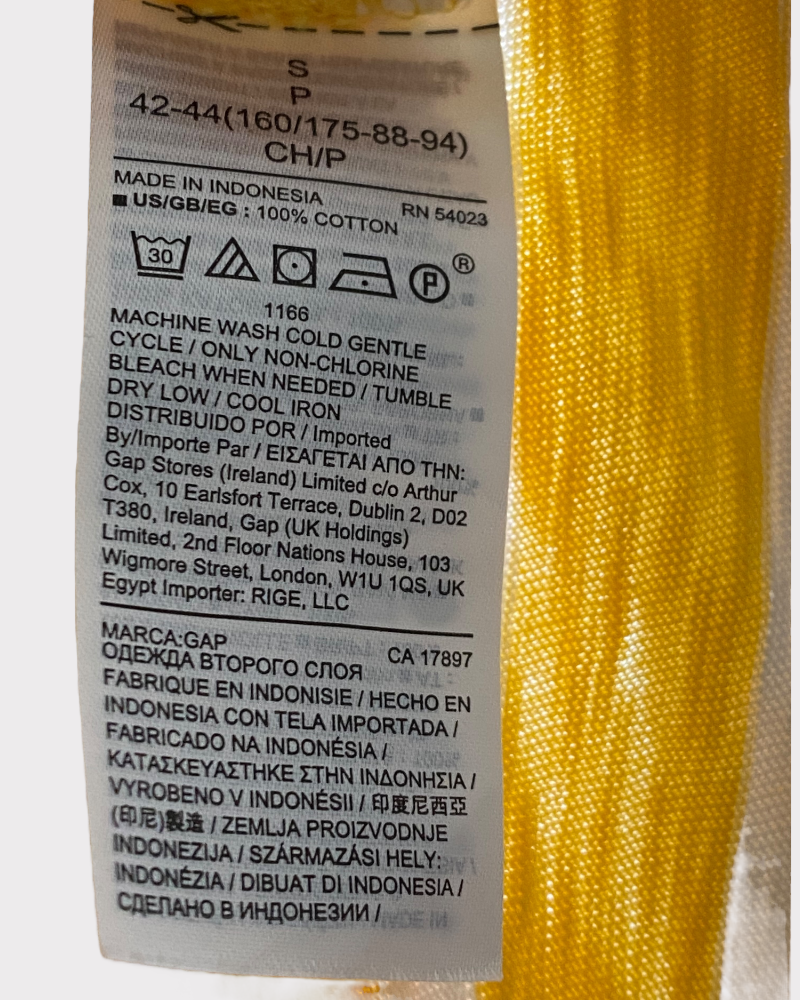 S
P
42-44(160/175-88-94)
CH/P
MADE IN INDONESIA RN 54023
US/GB/EG : 100% COTTON
30 P ®
1166
MACHINE WASH COLD GENTLE
CYCLE / ONLY NON-CHLORINE
BLEACH WHEN NEEDED / TUMBLE
DRY LOW / COOL IRON
DISTRIBUIDO POR / Imported
By/Importe Par / ΕΙΣΑΓΕΤΑΙ ΑΠΟ ΤΗΝ:
Gap Stores (Ireland) Limited c/o Arthur
Cox, 10 Earlsfort Terrace, Dublin 2, D02
T380, Ireland, Gap (UK Holdings)
Limited, 2nd Floor Nations House, 103
Wigmore Street, London, W1U 1QS, UK
Egypt Importer: RIGE, LLC
MARCA:GAP CA 17897
ОДЕЖДА ВТОРОГО СЛОЯ
FABRIQUE EN INDONISIE / HECHO EN
INDONESIA CON TELA IMPORTADA /
FABRICADO NA INDONÉSIA /
ΚΑΤΑΣΚΕΥΑΣΤΗΚΕ ΣΤΗΝ ΙΝΔΟΝΗΣΙΑ /
VYROBENO V INDONÉSII / 印度尼西亞
(印尼)製造 / ZEMLJA PROIZVODNJE
INDONEZIJA / SZÁRMAZÁSI HELY:
INDONÉZIA / DIBUAT DI INDONESIA /
СДЕЛАНО В ИНДОНЕЗИИ /